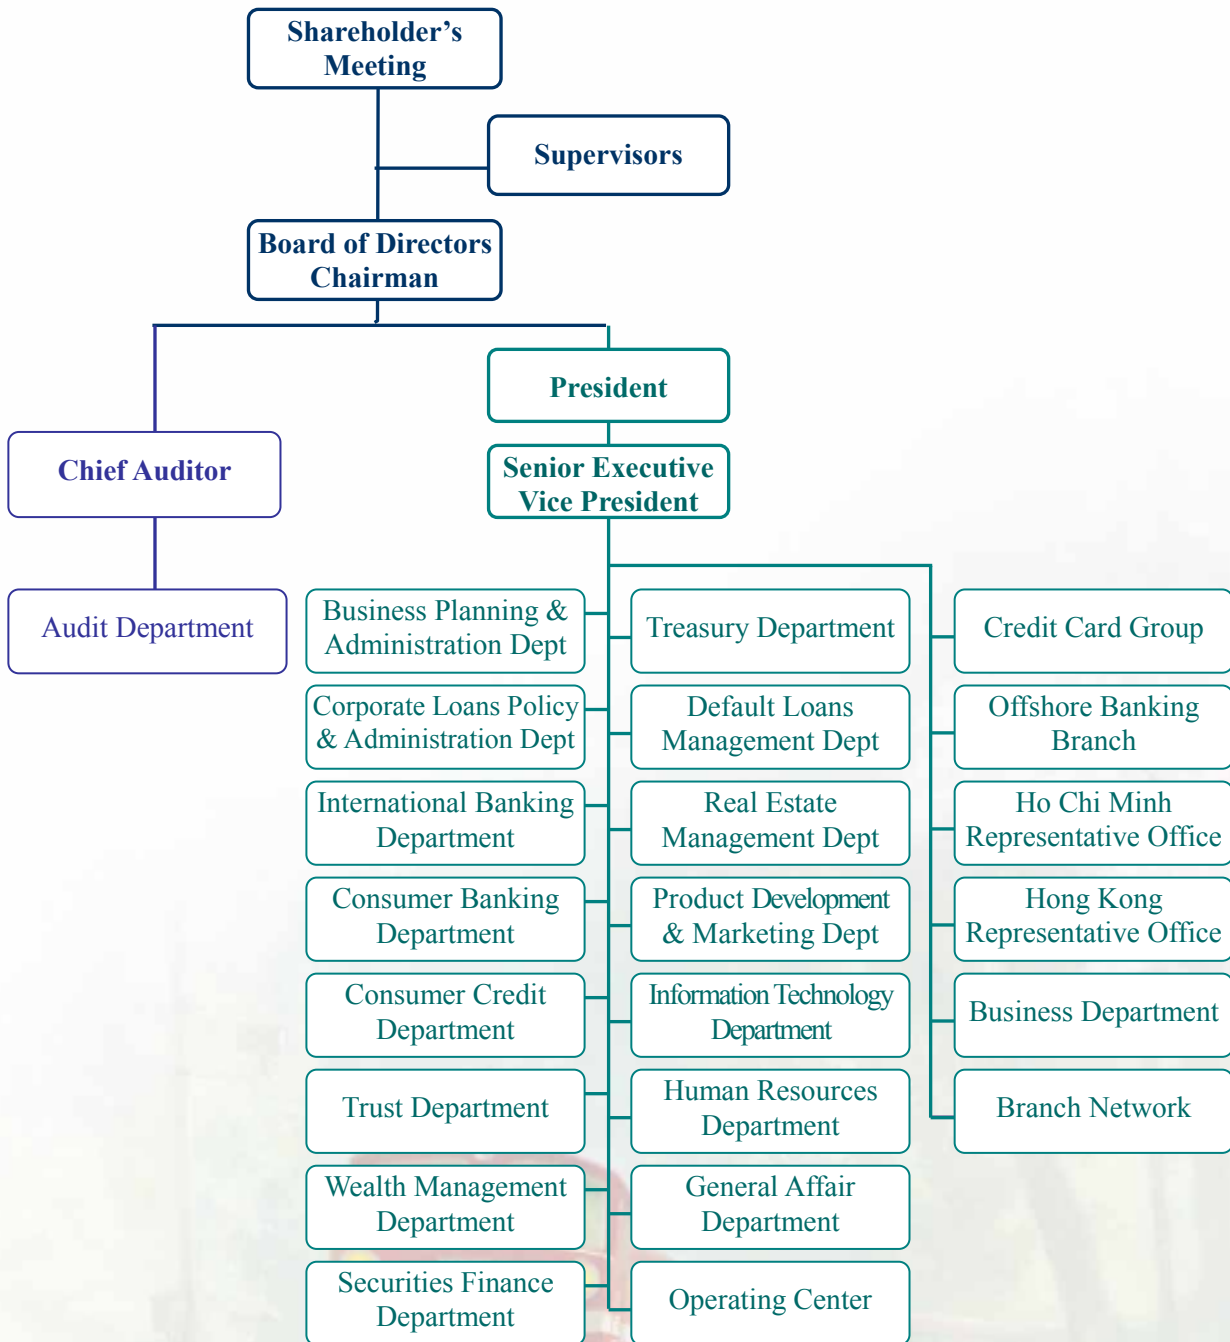 Shareholder’s
Meeting
Supervisors
Board of Directors
Chairman
President
Chief Auditor
Senior Executive
Vice President
Audit Department
Business Planning &
Administration Dept
Treasury Department
Credit Card Group
Corporate Loans Policy
& Administration Dept
Default Loans
Management Dept
Offshore Banking
Branch
International Banking
Department
Real Estate
Management Dept
Ho Chi Minh
Representative Office
Consumer Banking
Department
Product Development
& Marketing Dept
Hong Kong
Representative Office
Consumer Credit
Department
Information Technology
Department
Business Department
Trust Department
Human Resources
Department
Branch Network
Wealth Management
Department
General Affair
Department
Securities Finance
Department
Operating Center